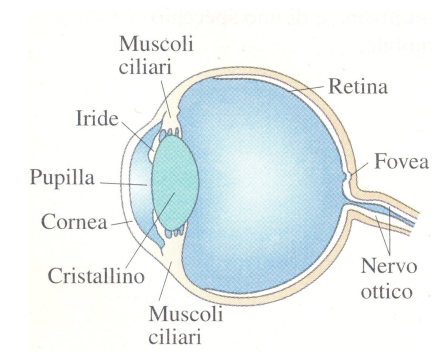 Muscoli
ciliari
Retina
Iride
Fovea
Pupilla
Cornea
Cristallino
Nervo
ottico
Muscoli
ciliari